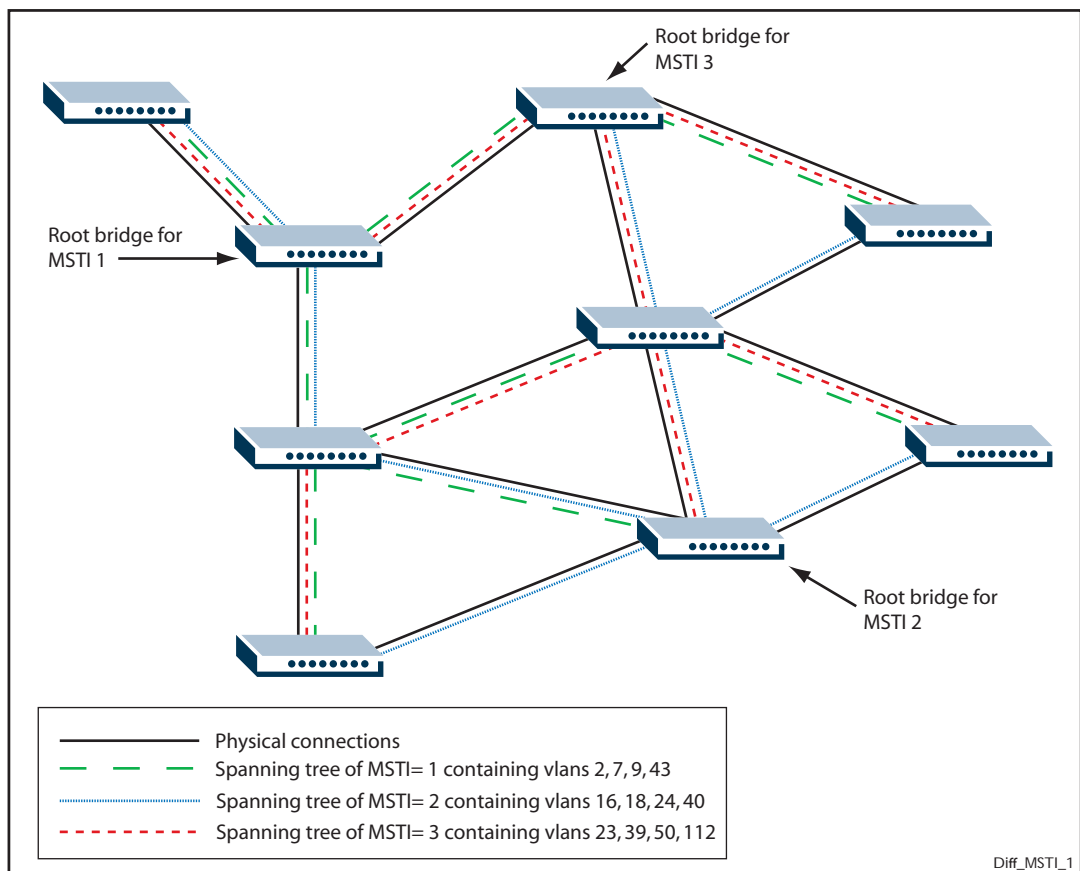 Root bridge for
MSTI 3
Root bridge for
MSTI 1
Root bridge for
MSTI 2
Physical connections
Spanning tree of MSTI= 1 containing vlans 2, 7, 9, 43
Spanning tree of MSTI= 2 containing vlans 16, 18, 24, 40
Spanning tree of MSTI= 3 containing vlans 23, 39, 50, 112
Diff_MSTI_1